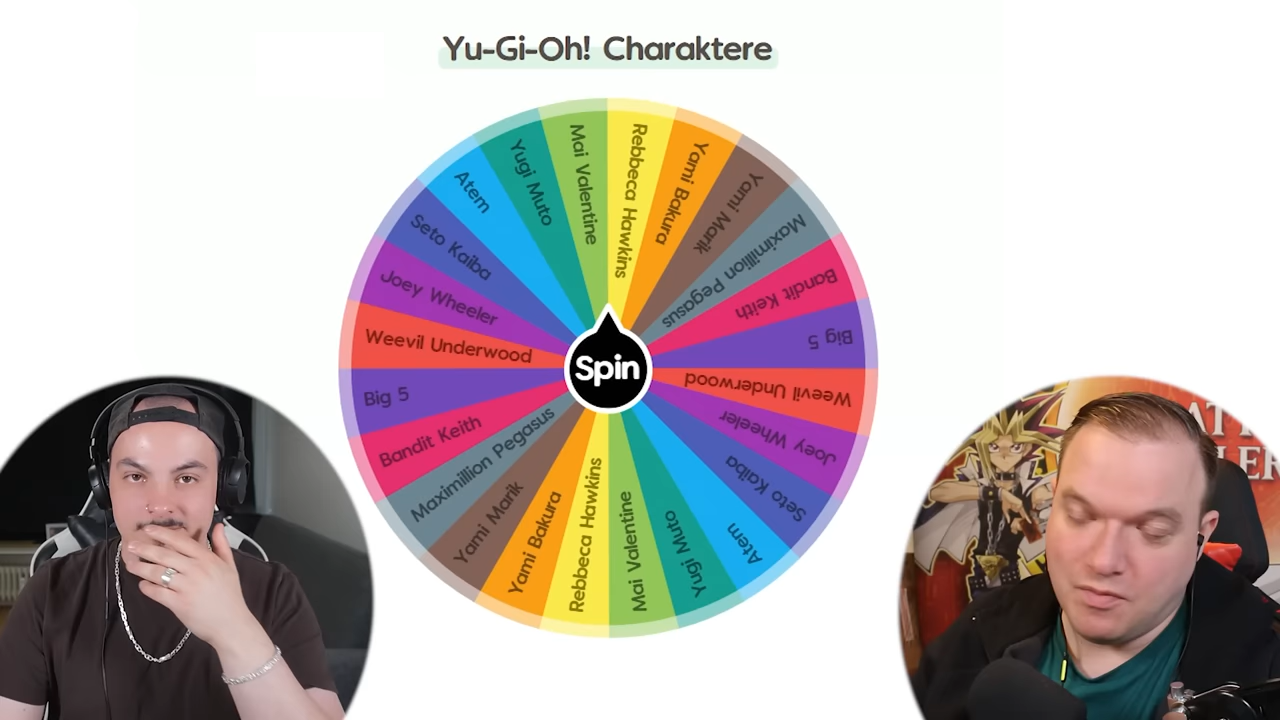 Yu-Gi-Oh! Charaktere
Rebbeca Hawkins
Yami Bakura
Yami Marik
Maximillion Pegasus
Bandit Keith
Big 5
Weevil Underwood
Joey Wheeler
Seto Kaiba
Atem
Yugi Muto
Mai Valentine
Rebbeca Hawkins
Yami Bakura
Yami Marik
Maximillion Pegasus
Bandit Keith
Big 5
Weevil Underwood
Joey Wheeler
Seto Kaiba
Atem
Yugi Muto
Mai Valentine
Spin